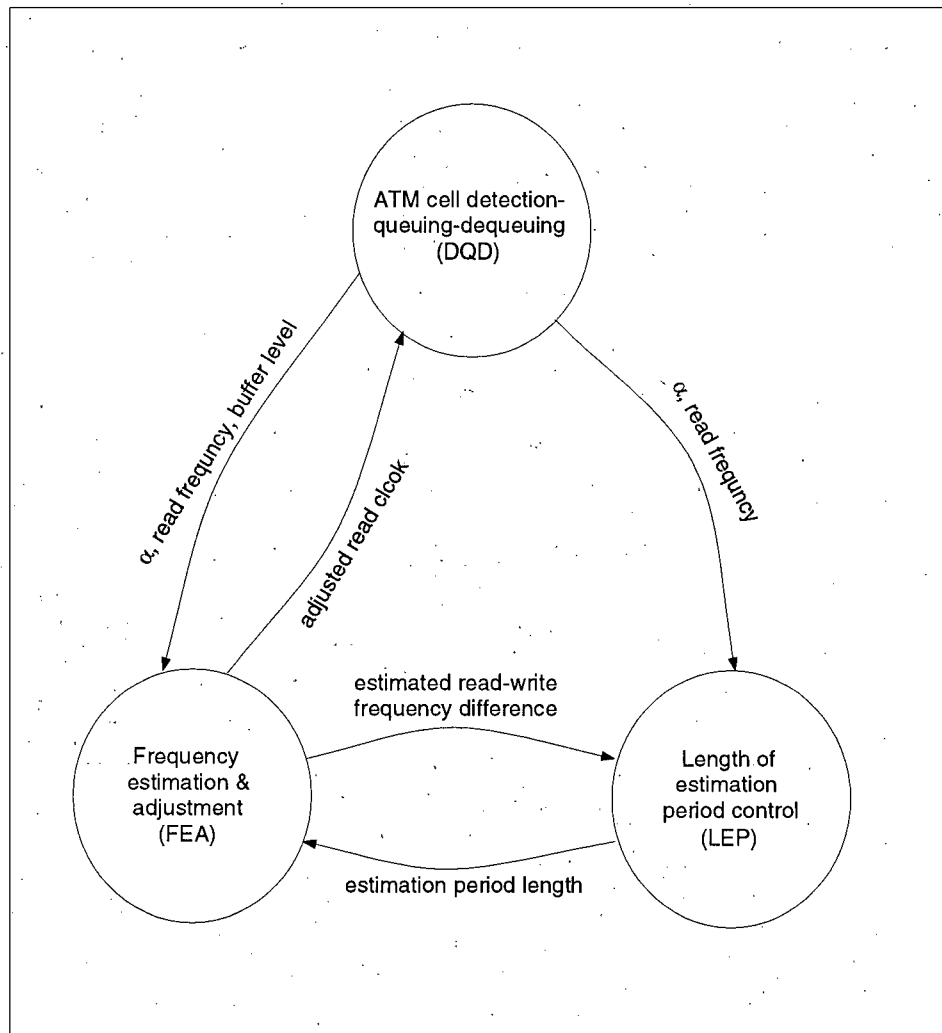 ATM cell detection-
queuing-dequeuing
(DQD)
α, read frequncy, buffer level
adjusted read clcok
α, read frequncy
estimated read-write
frequency difference
Frequency
estimation &
adjustment
(FEA)
Length of
estimation
period control
(LEP)
estimation period length